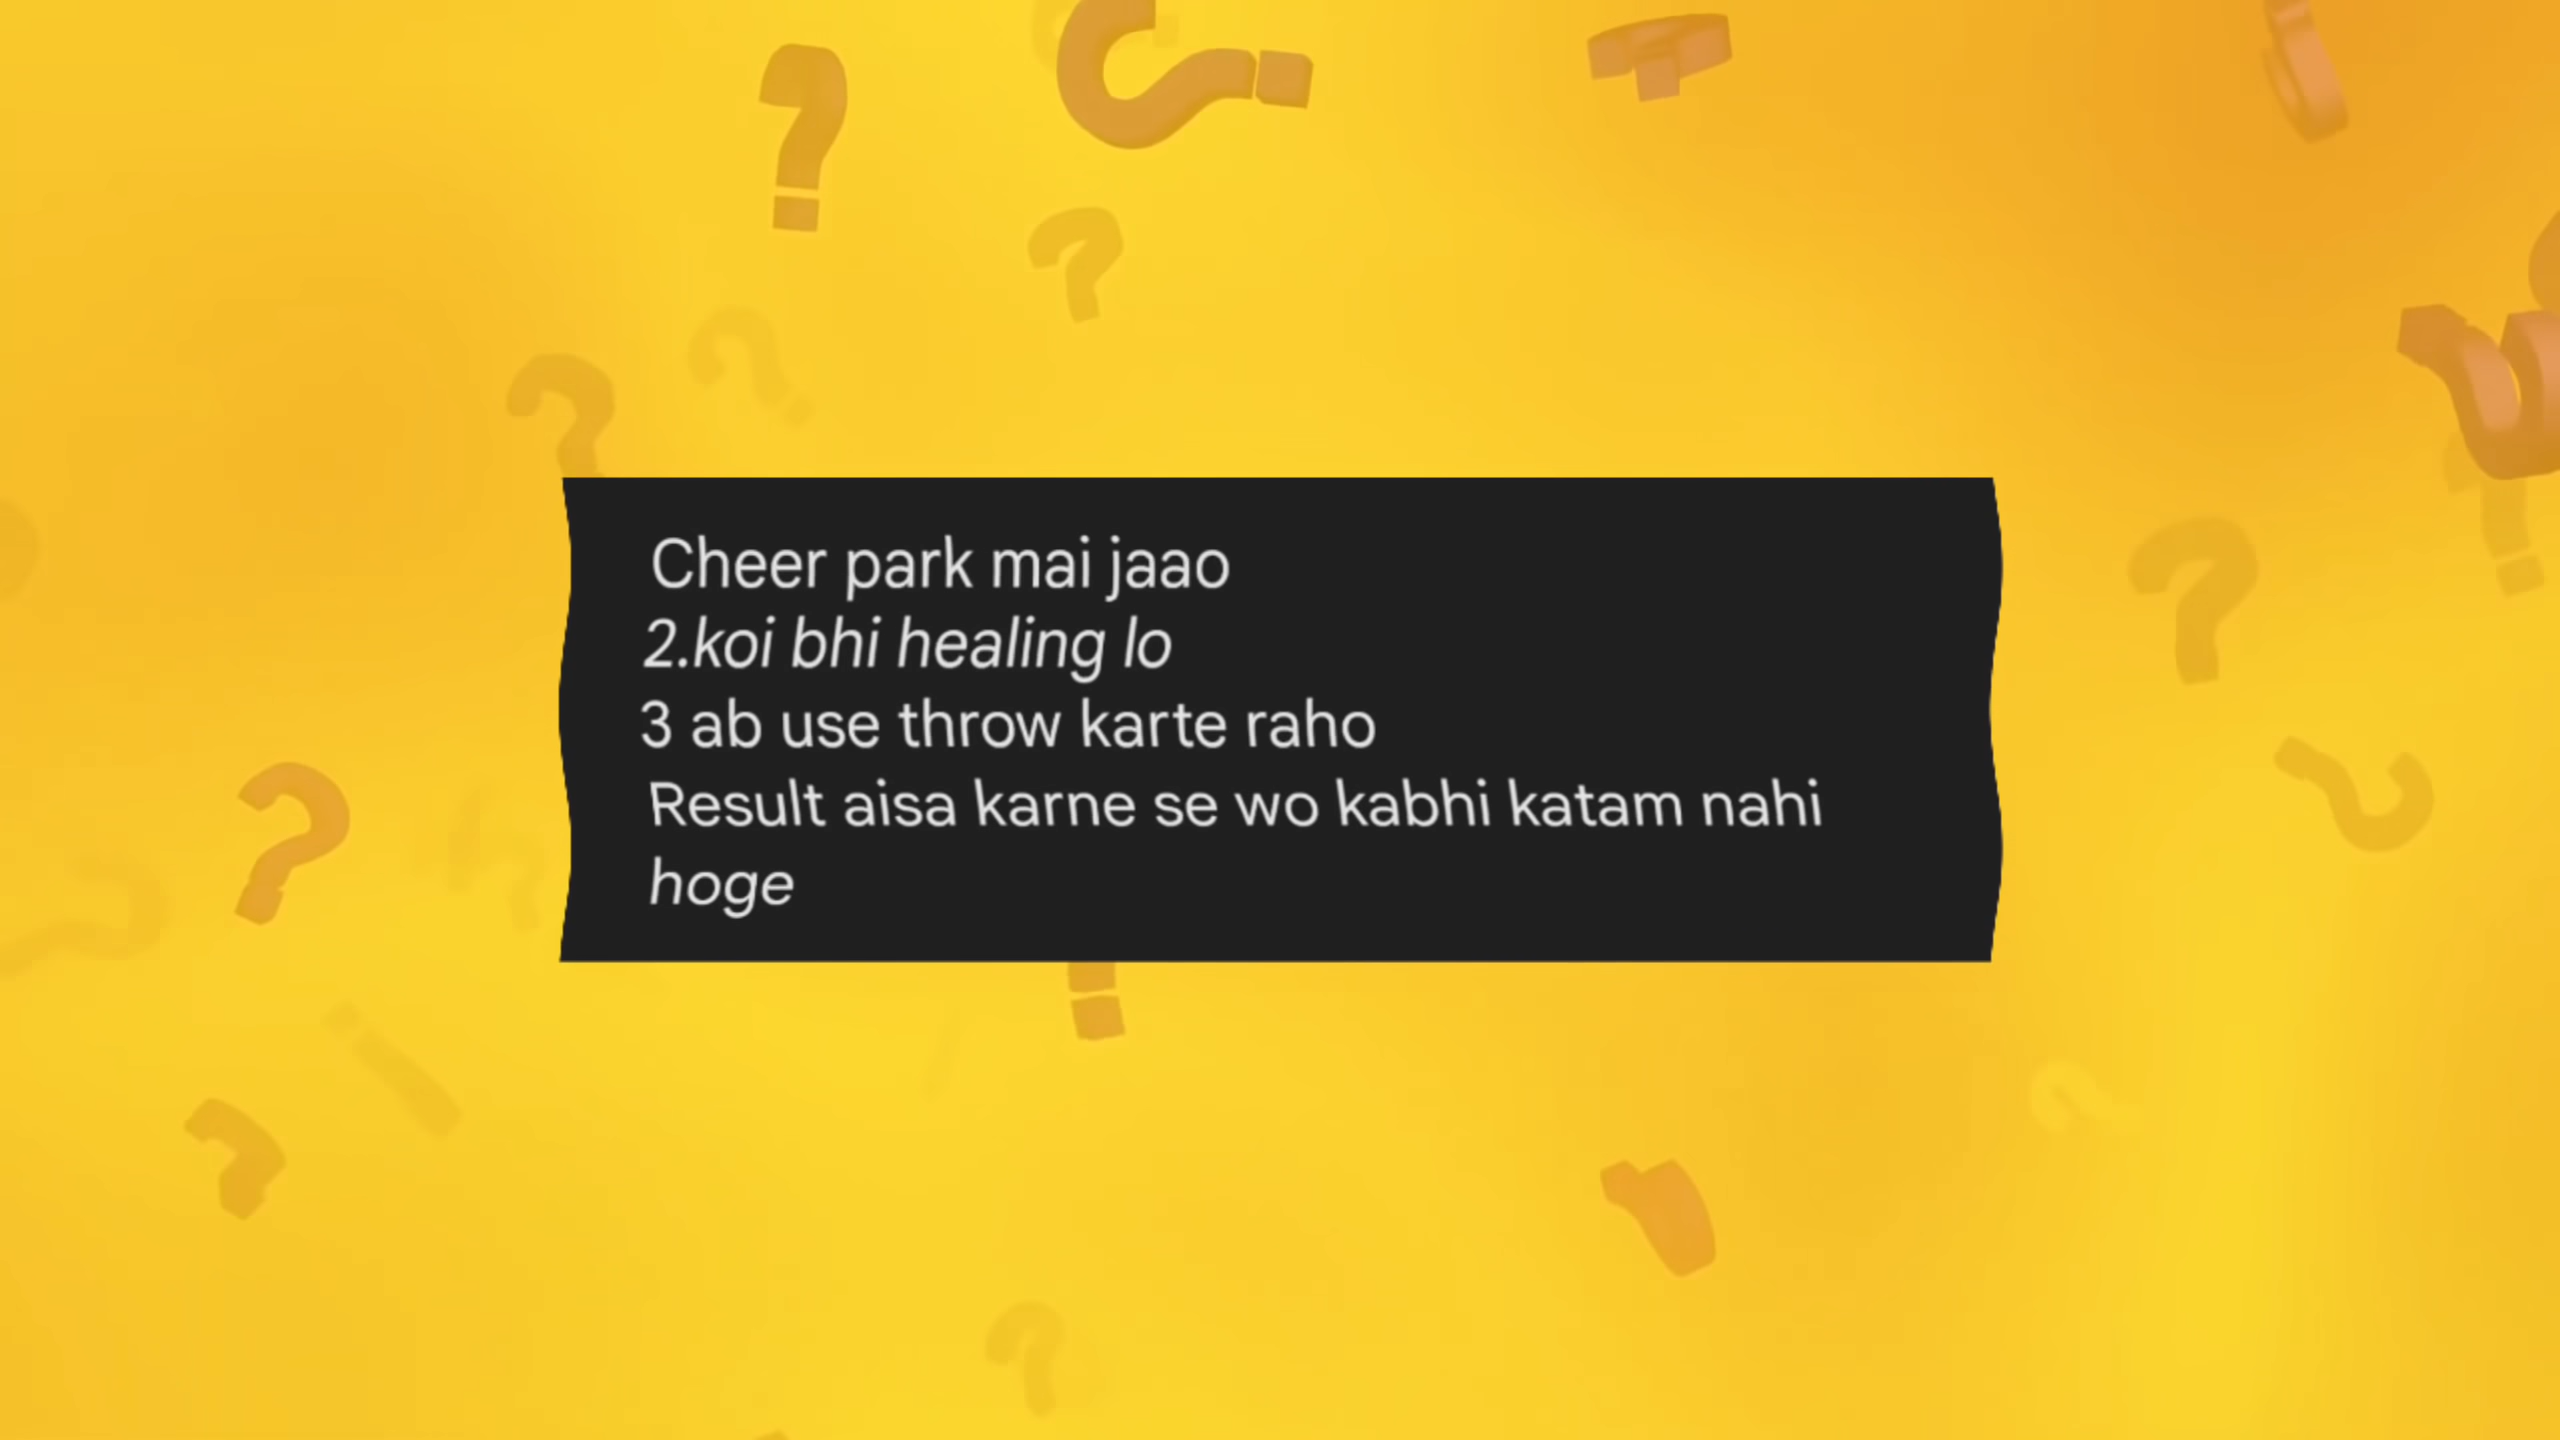 Cheer park mai jaao
2.koi bhi healing lo
3 ab use throw karte raho
Result aisa karne se wo kabhi katam nahi
hoge